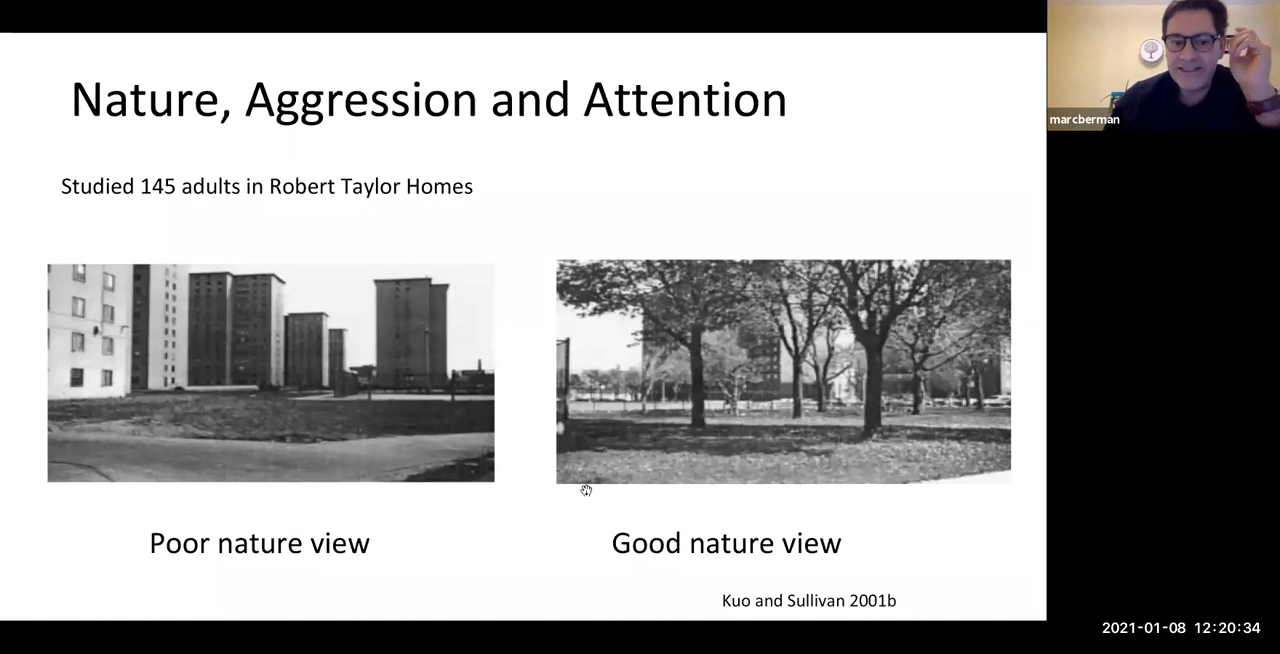 Nature, Aggression and Attention
marcberman
Studied 145 adults in Robert Taylor Homes
Poor nature view
Good nature view
Kuo and Sullivan 2001b
2021-01-08 12:20:34